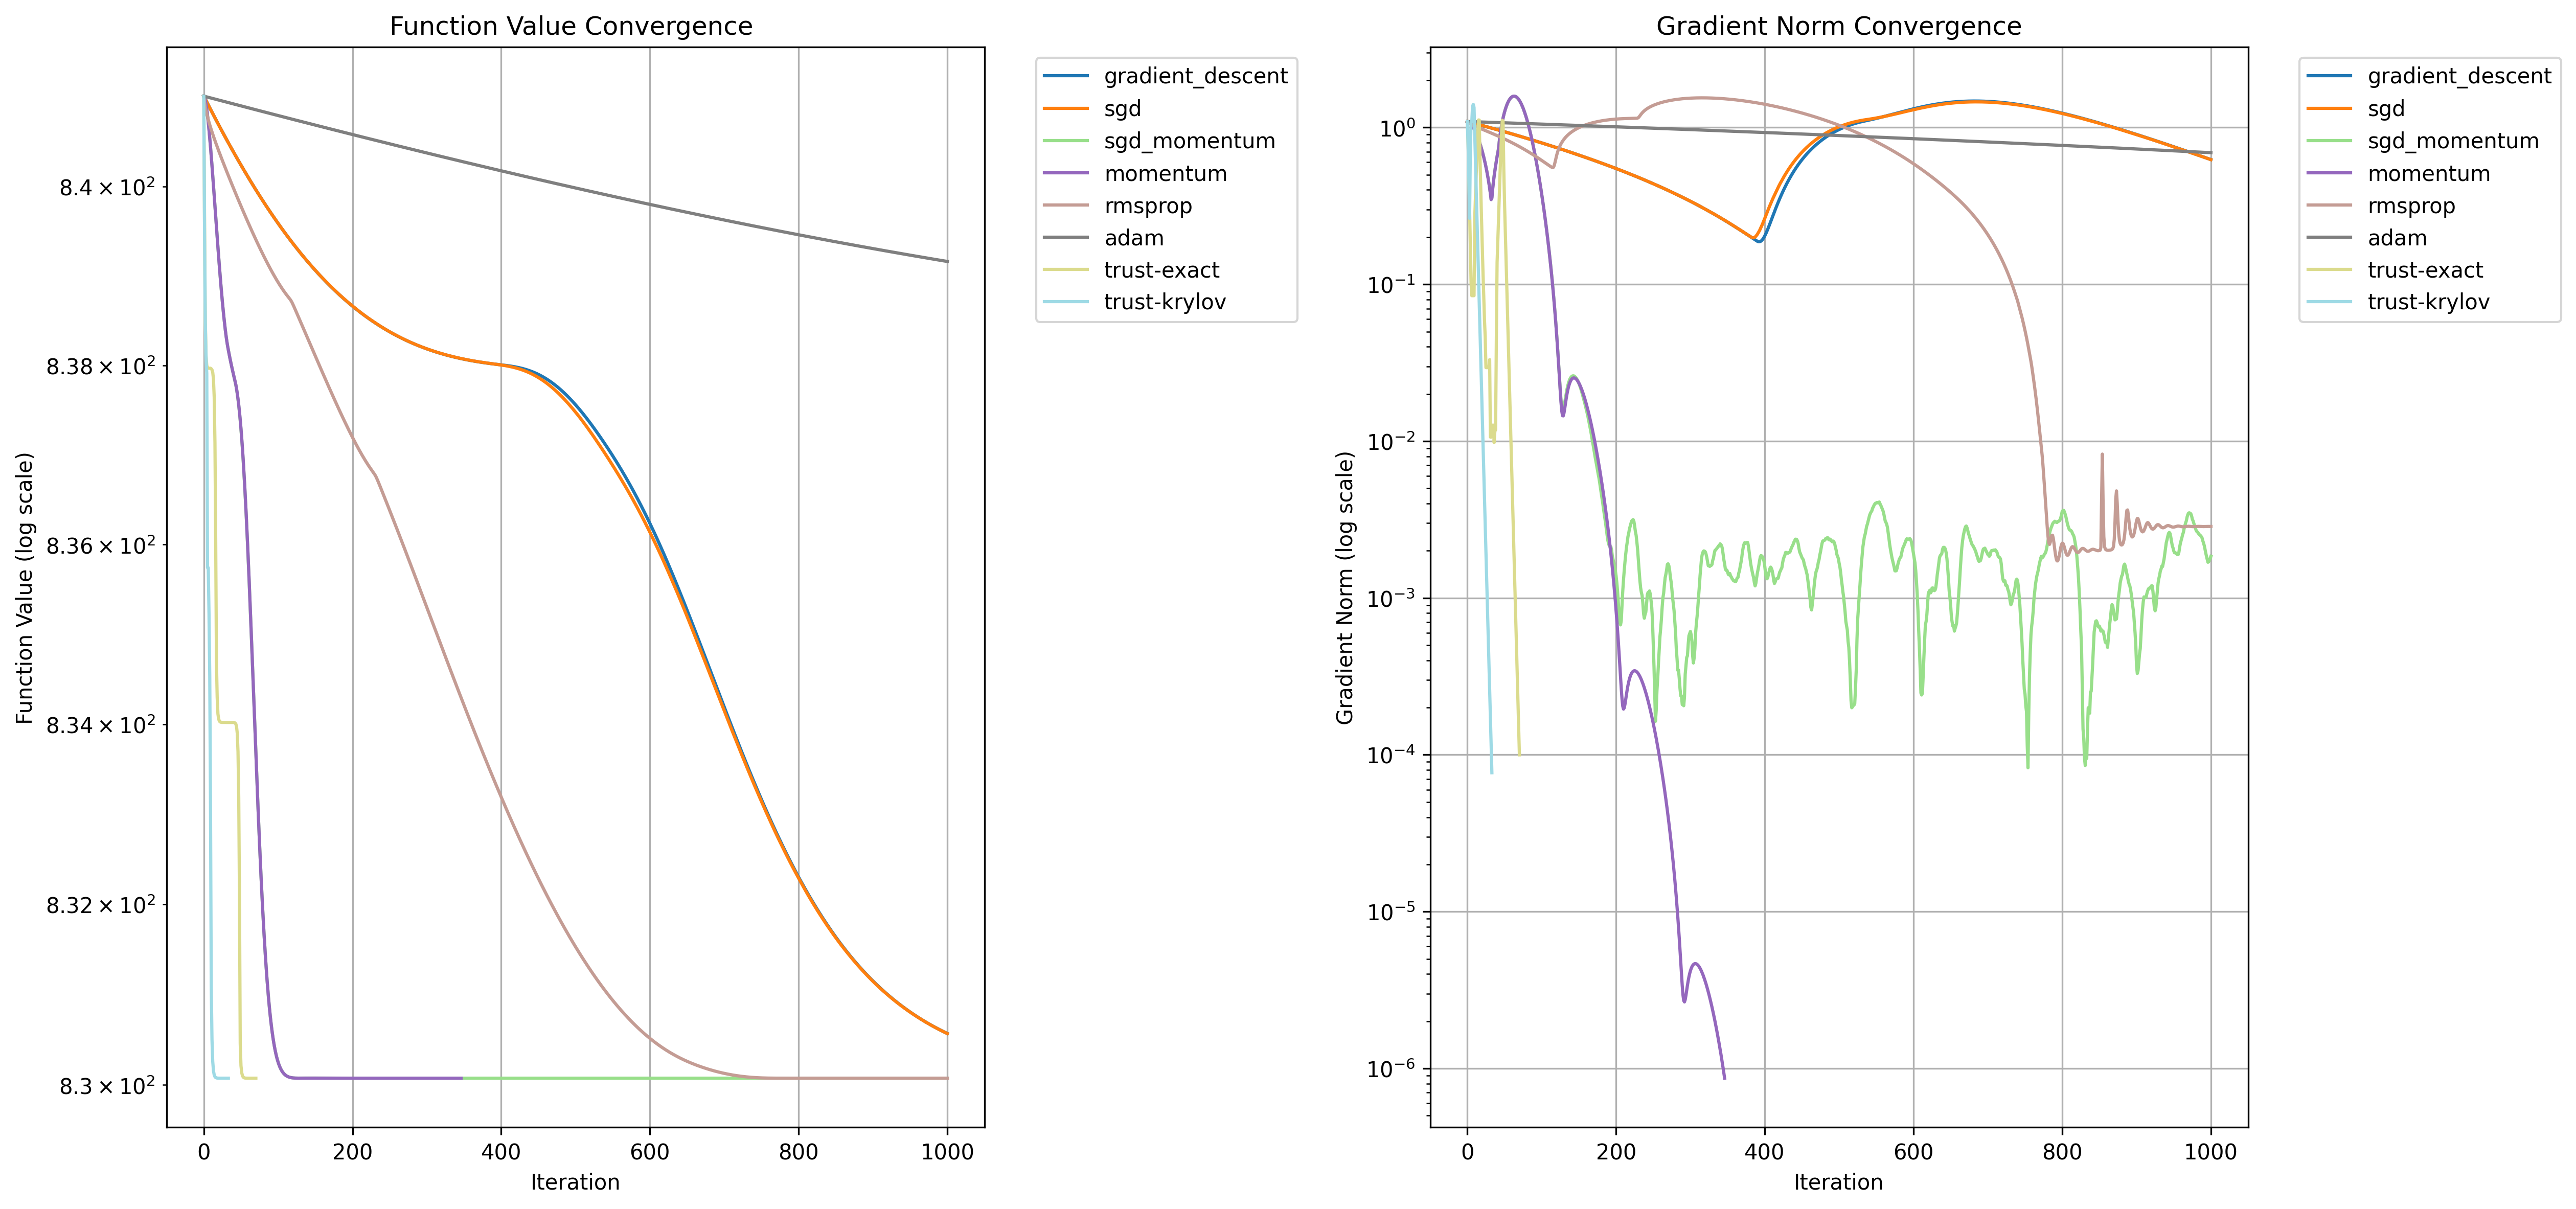 Function Value Convergence
Function Value (log scale)
8.4 × 10²
8.38 × 10²
8.36 × 10²
8.34 × 10²
8.32 × 10²
8.3 × 10²
0 200 400 600 800 1000
Iteration
gradient_descent
sgd
sgd_momentum
momentum
rmsprop
adam
trust-exact
trust-krylov
Gradient Norm Convergence
Gradient Norm (log scale)
10⁰
10⁻¹
10⁻²
10⁻³
10⁻⁴
10⁻⁵
10⁻⁶
0 200 400 600 800 1000
Iteration
gradient_descent
sgd
sgd_momentum
momentum
rmsprop
adam
trust-exact
trust-krylov